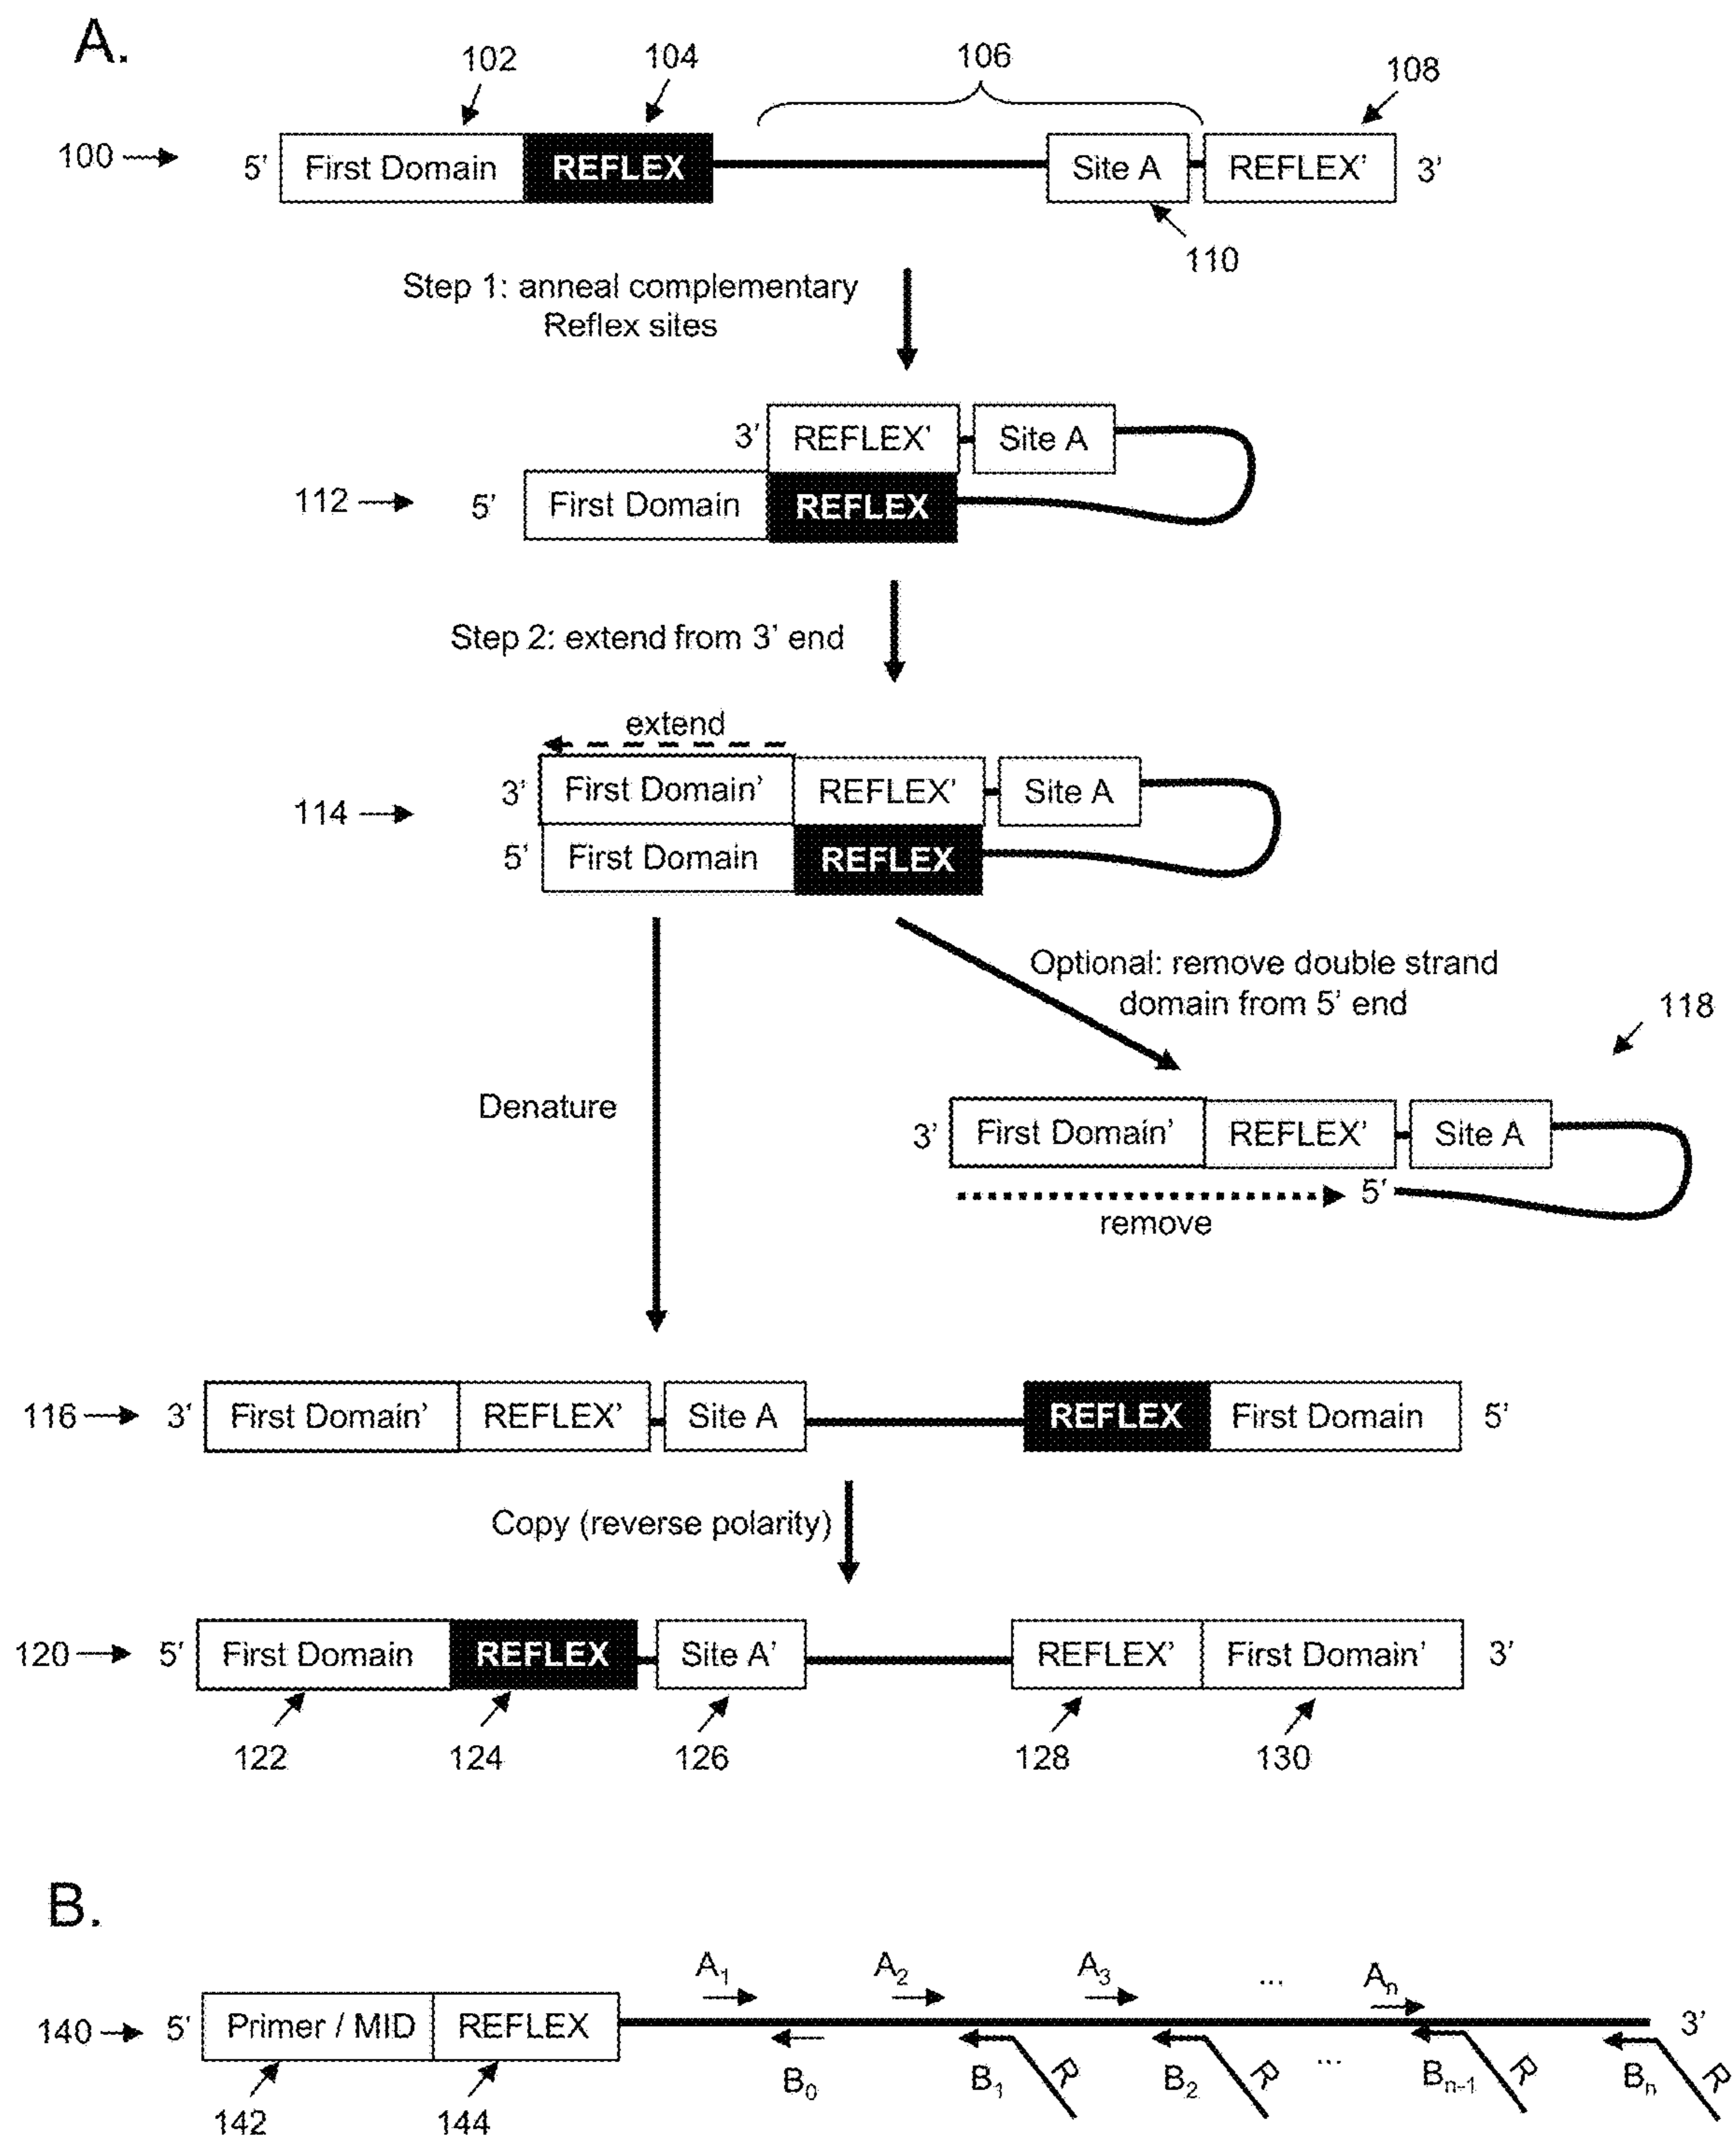 A.
102
104
106
108
100
5’
First Domain
REFLEX
Site A
REFLEX’
3’
110
Step 1: anneal complementary
Reflex sites
3’
REFLEX’
Site A
112
5’
First Domain
REFLEX
Step 2: extend from 3’ end
extend
3’
First Domain’
REFLEX’
Site A
114
5’
First Domain
REFLEX
Optional: remove double strand
domain from 5’ end
118
Denature
3’
First Domain’
REFLEX’
Site A
5’
remove
116
3’
First Domain’
REFLEX’
Site A
REFLEX
First Domain
5’
Copy (reverse polarity)
120
5’
First Domain
REFLEX
Site A’
REFLEX’
First Domain’
3’
122
124
126
128
130
B.
A1
A2
A3
...
An
140
5’
Primer / MID
REFLEX
3’
B0
B1
R
B2
R
...
Bn-1
R
Bn
R
142
144